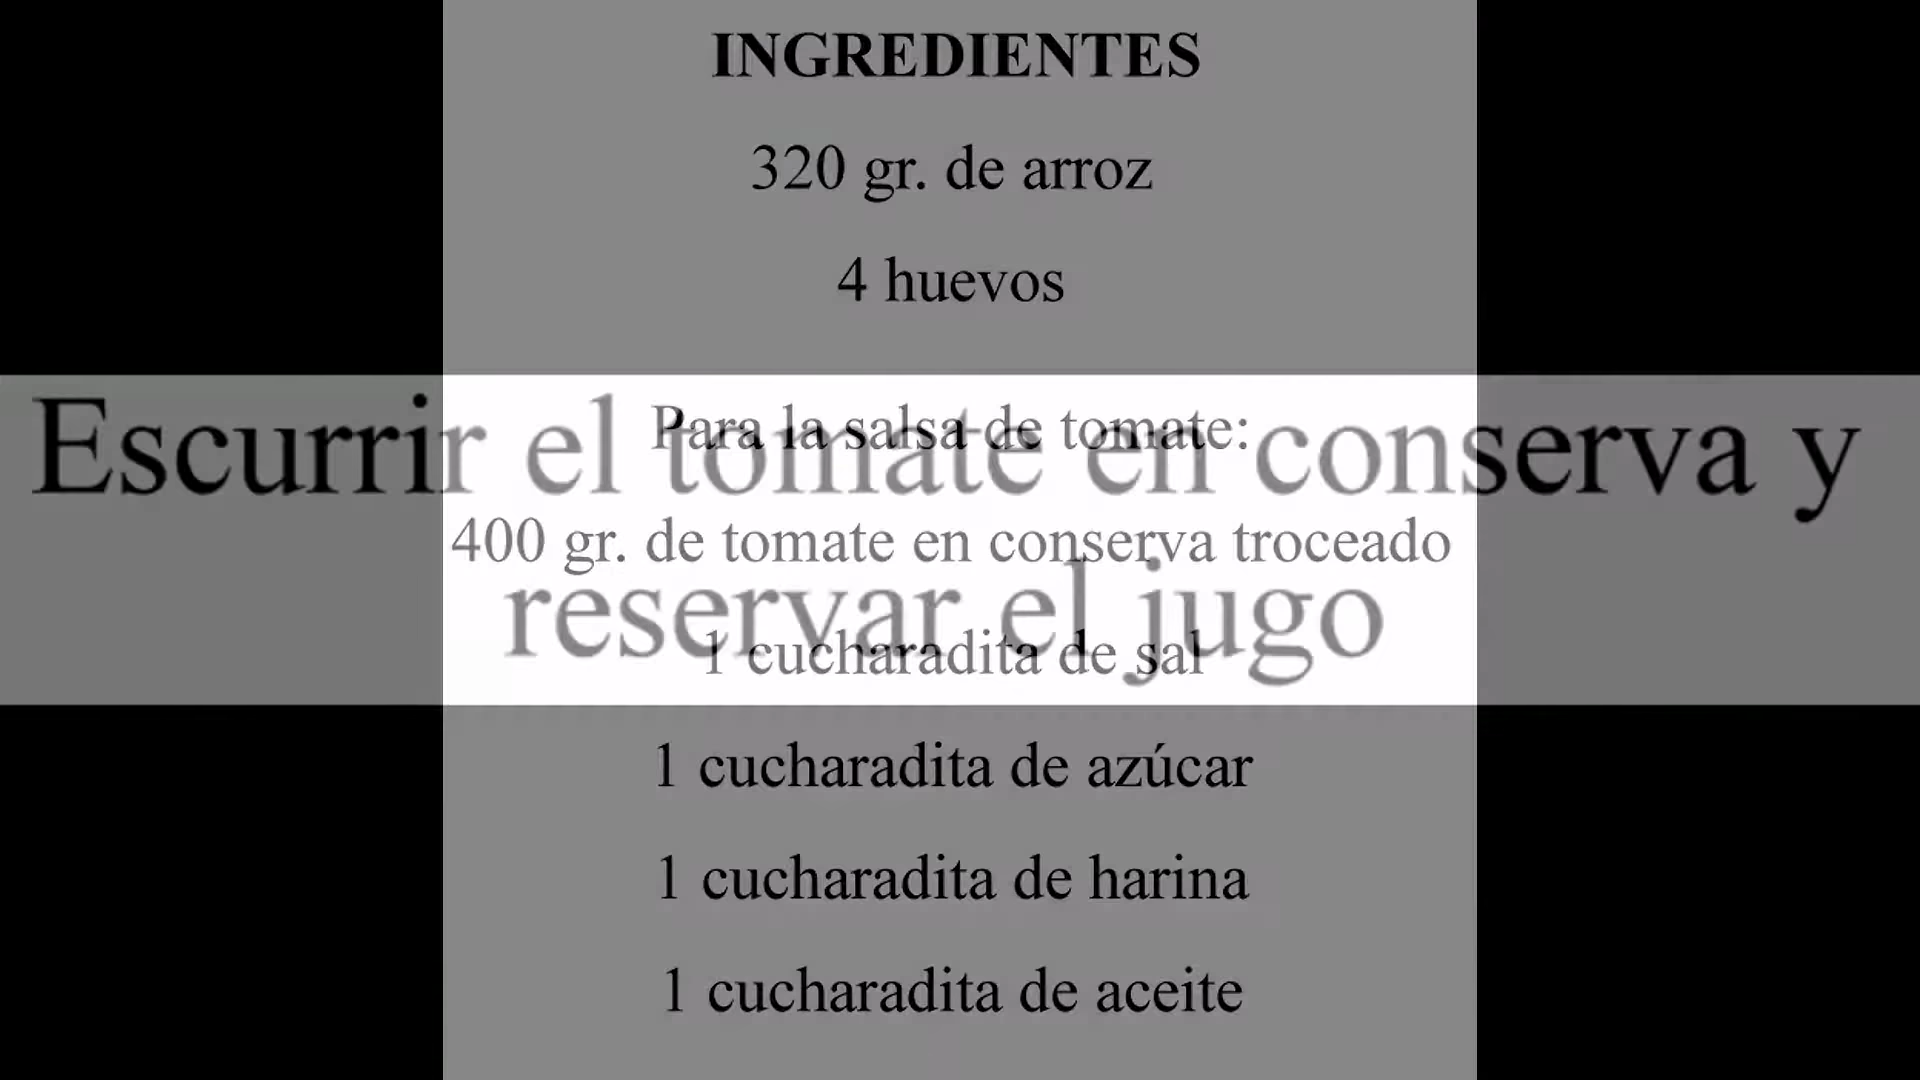 INGREDIENTES
320 gr. de arroz
4 huevos
Para la salsa de tomate:
Escurrir el tomate en conserva y
400 gr. de tomate en conserva troceado
reservar el jugo
1 cucharadita de sal
1 cucharadita de azúcar
1 cucharadita de harina
1 cucharadita de aceite